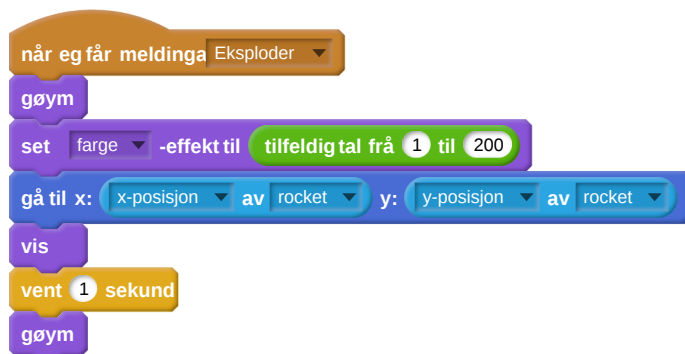 når eg får meldinga Eksploder
gøym
set farge -effekt til tilfeldig tal frå 1 til 200
gå til x: x-posisjon av rocket y: y-posisjon av rocket
vis
vent 1 sekund
gøym